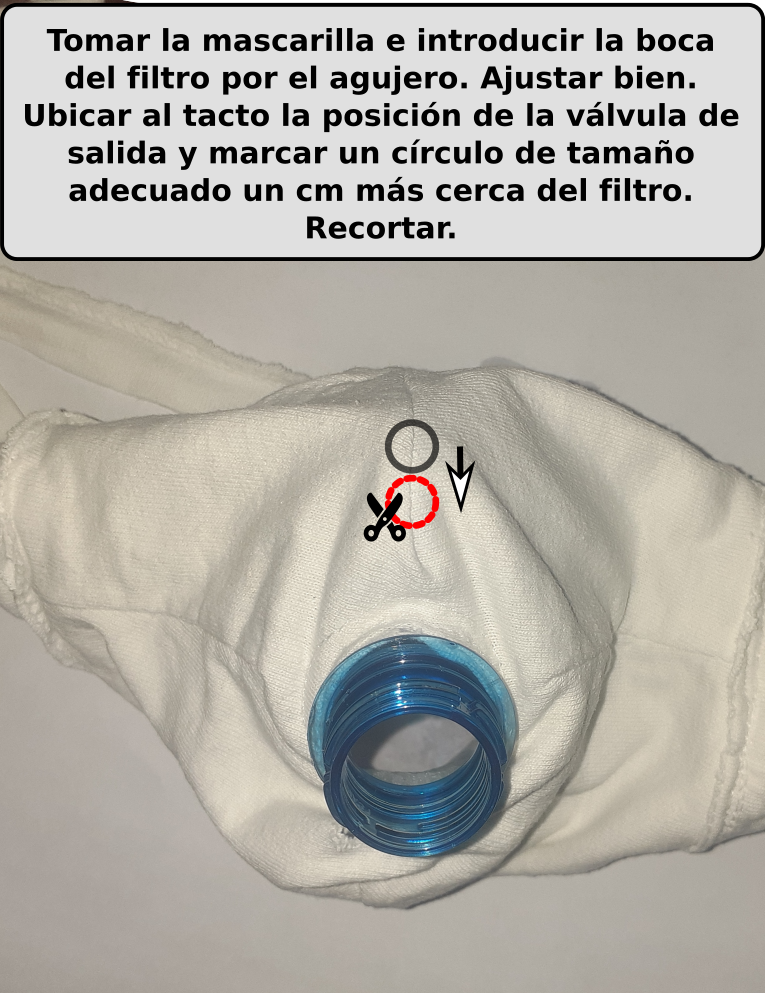 Tomar la mascarilla e introducir la boca
del filtro por el agujero. Ajustar bien.
Ubicar al tacto la posición de la válvula de
salida y marcar un círculo de tamaño
adecuado un cm más cerca del filtro.
Recortar.